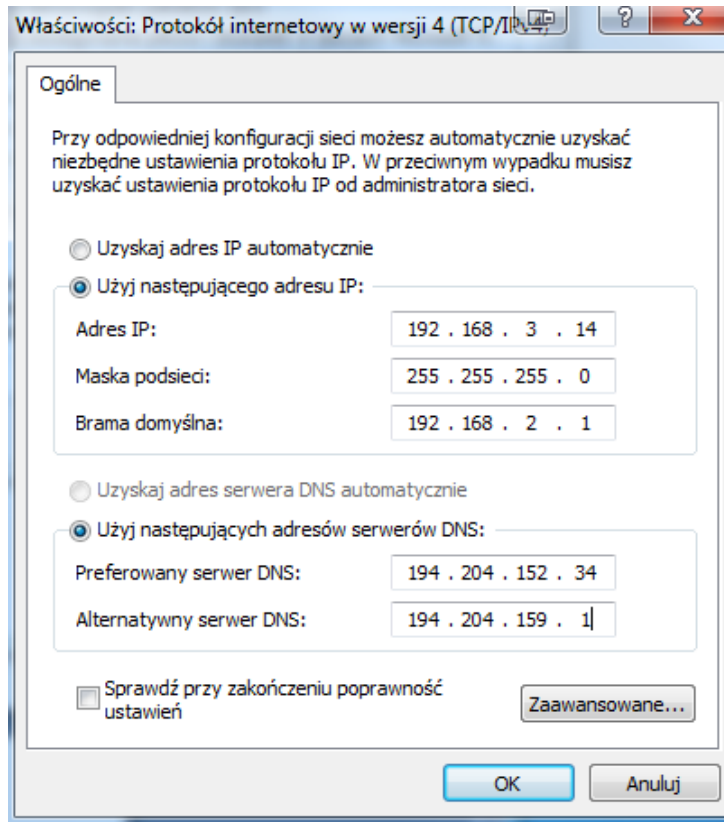 Właściwości: Protokół internetowy w wersji 4 (TCP/IPv4)
?
X
Ogólne
Przy odpowiedniej konfiguracji sieci możesz automatycznie uzyskać
niezbędne ustawienia protokołu IP. W przeciwnym wypadku musisz
uzyskać ustawienia protokołu IP od administratora sieci.
Uzyskaj adres IP automatycznie
Użyj następującego adresu IP:
Adres IP: 192 . 168 . 3 . 14
Maska podsieci: 255 . 255 . 255 . 0
Brama domyślna: 192 . 168 . 2 . 1
Uzyskaj adres serwera DNS automatycznie
Użyj następujących adresów serwerów DNS:
Preferowany serwer DNS: 194 . 204 . 152 . 34
Alternatywny serwer DNS: 194 . 204 . 159 . 1
Sprawdź przy zakończeniu poprawność
ustawień
Zaawansowane...
OK Anuluj